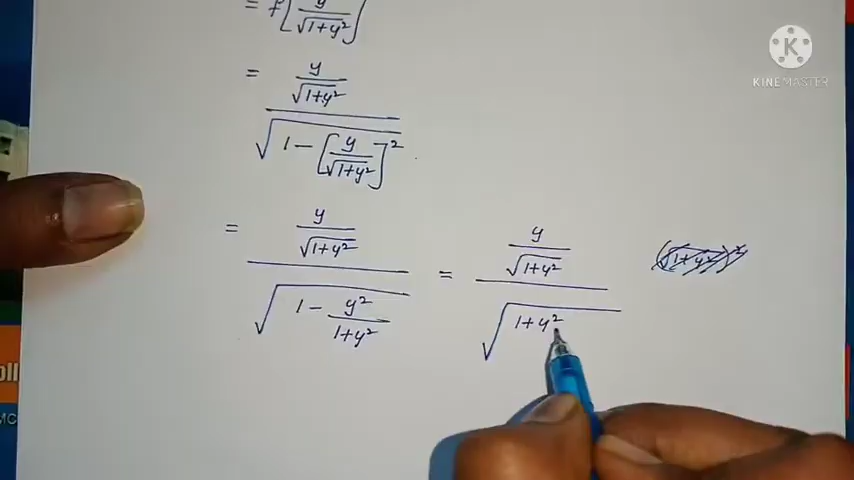 = f[y/√1+y²]
= y/√1+y² / √1-[y/√1+y²]²
= y/√1+y² / √1-y²/1+y² = y/√1+y² / √1+y²
KINEMASTER